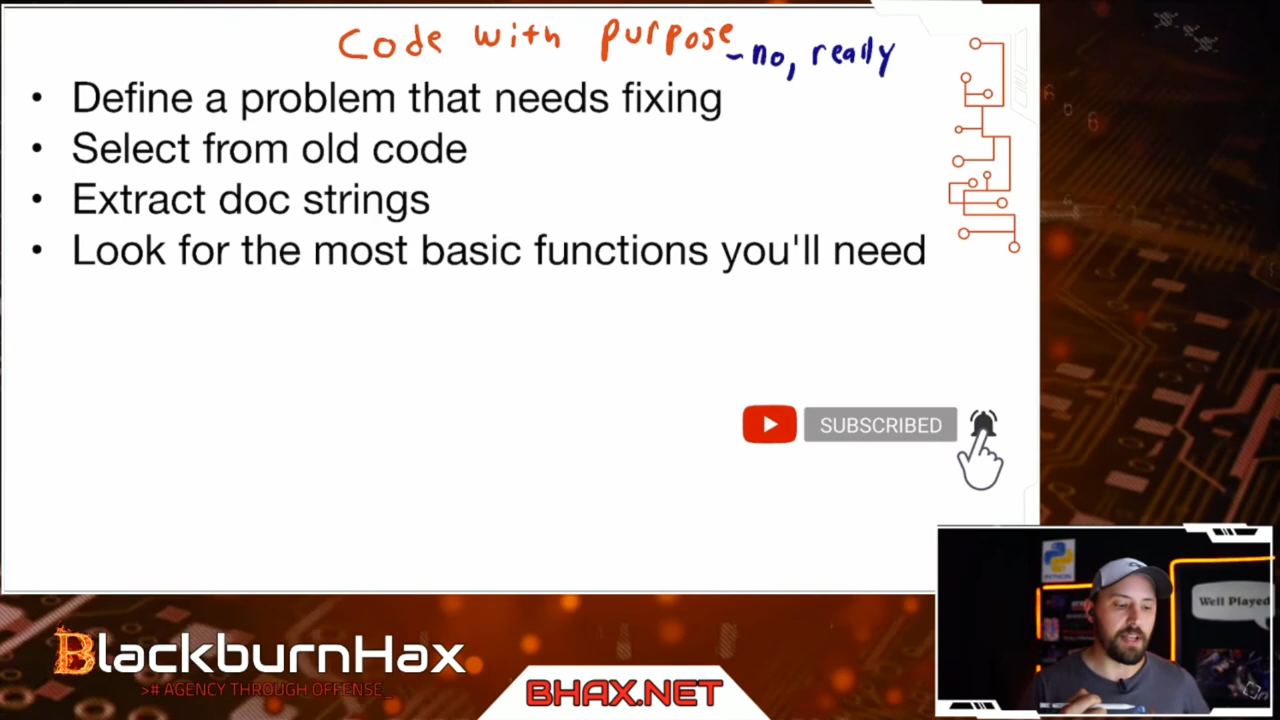 Code with purpose
- no, really
• Define a problem that needs fixing
• Select from old code
• Extract doc strings
• Look for the most basic functions you'll need
SUBSCRIBED
PYTHON
Well Played
BlackburnHax
># AGENCY THROUGH OFFENSE_
BHAX.NET